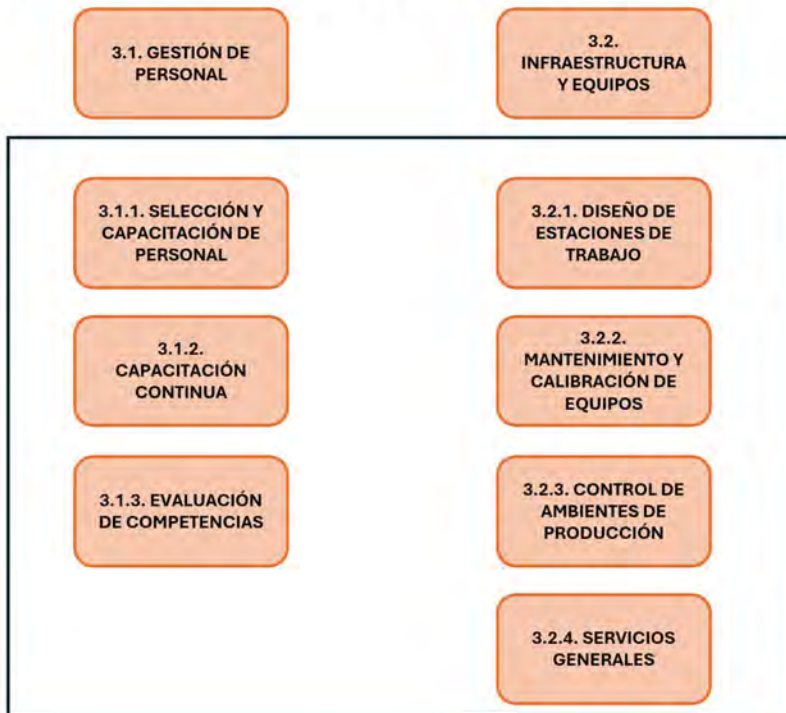 3.1. GESTIÓN DE
PERSONAL
3.2.
INFRAESTRUCTURA
Y EQUIPOS
3.1.1. SELECCIÓN Y
CAPACITACIÓN DE
PERSONAL
3.2.1. DISEÑO DE
ESTACIONES DE
TRABAJO
3.1.2.
CAPACITACIÓN
CONTINUA
3.2.2.
MANTENIMIENTO Y
CALIBRACIÓN DE
EQUIPOS
3.1.3. EVALUACIÓN
DE COMPETENCIAS
3.2.3. CONTROL DE
AMBIENTES DE
PRODUCCIÓN
3.2.4. SERVICIOS
GENERALES